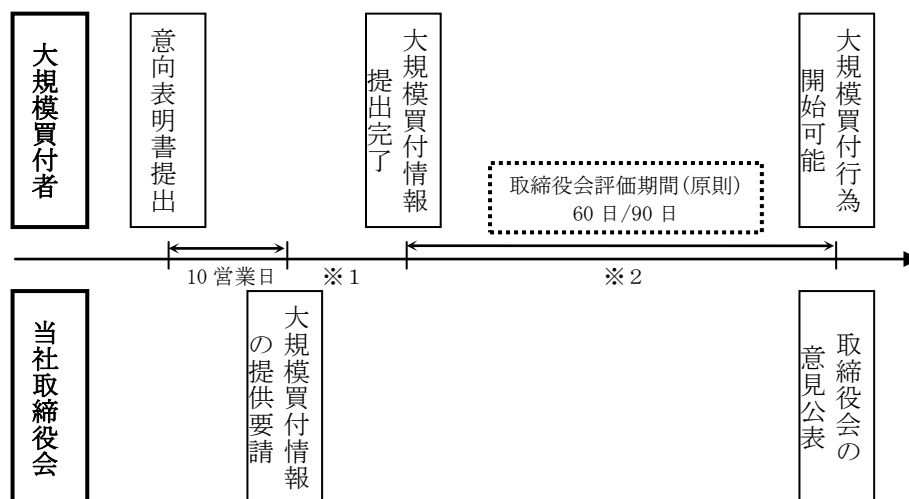 大規模買付者
意向表明書提出
大規模買付情報
提出完了
大規模買付行為
開始可能
取締役会評価期間(原則)
60日/90日
10営業日
※1
※2
当社取締役会
大規模買付情報
の提供要請
取締役会の
意見公表